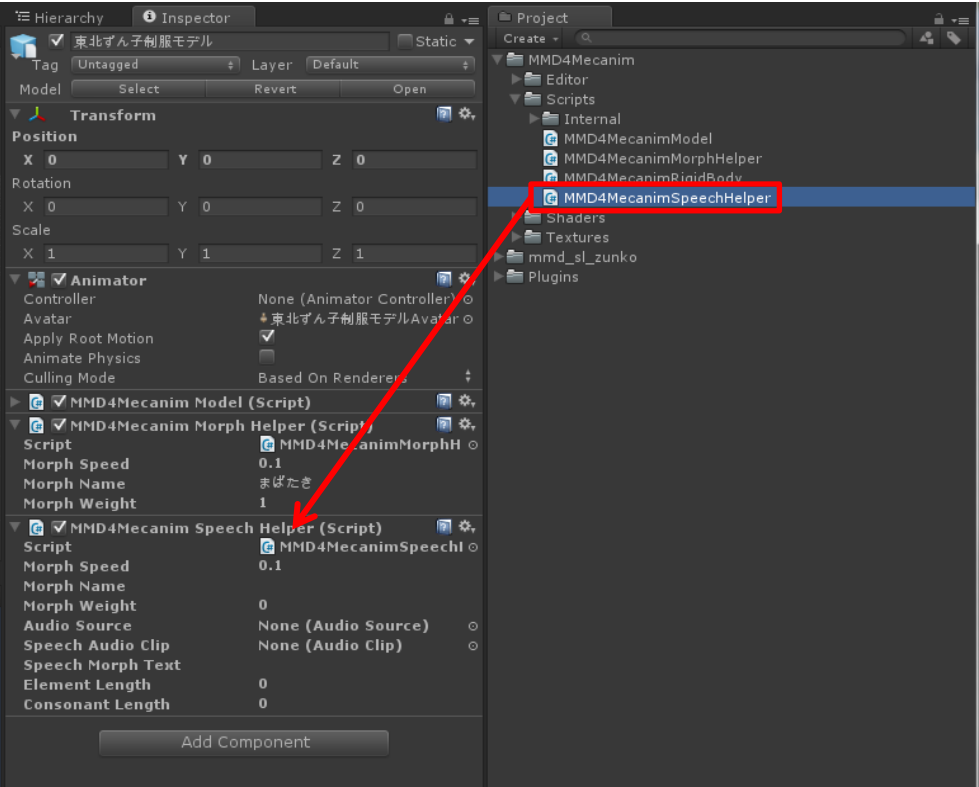 Hierarchy
Inspector
東北ずん子制服モデル
Static
Tag Untagged Layer Default
Model Select Revert Open
Transform
Position
X 0 Y 0 Z 0
Rotation
X 0 Y 0 Z 0
Scale
X 1 Y 1 Z 1
Animator
Controller None (Animator Controller)
Avatar 東北ずん子制服モデルAvatar
Apply Root Motion
Animate Physics
Culling Mode Based On Renderers
MMD4Mecanim Model (Script)
MMD4Mecanim Morph Helper (Script)
Script MMD4MecanimMorphH
Morph Speed 0.1
Morph Name まばたき
Morph Weight 1
MMD4Mecanim Speech Helper (Script)
Script MMD4MecanimSpeechI
Morph Speed 0.1
Morph Name
Morph Weight 0
Audio Source None (Audio Source)
Speech Audio Clip None (Audio Clip)
Speech Morph Text
Element Length 0
Consonant Length 0
Add Component
Project
Create
MMD4Mecanim
Editor
Scripts
Internal
MMD4MecanimModel
MMD4MecanimMorphHelper
MMD4MecanimRigidBody
MMD4MecanimSpeechHelper
Shaders
Textures
mmd_sl_zunko
Plugins